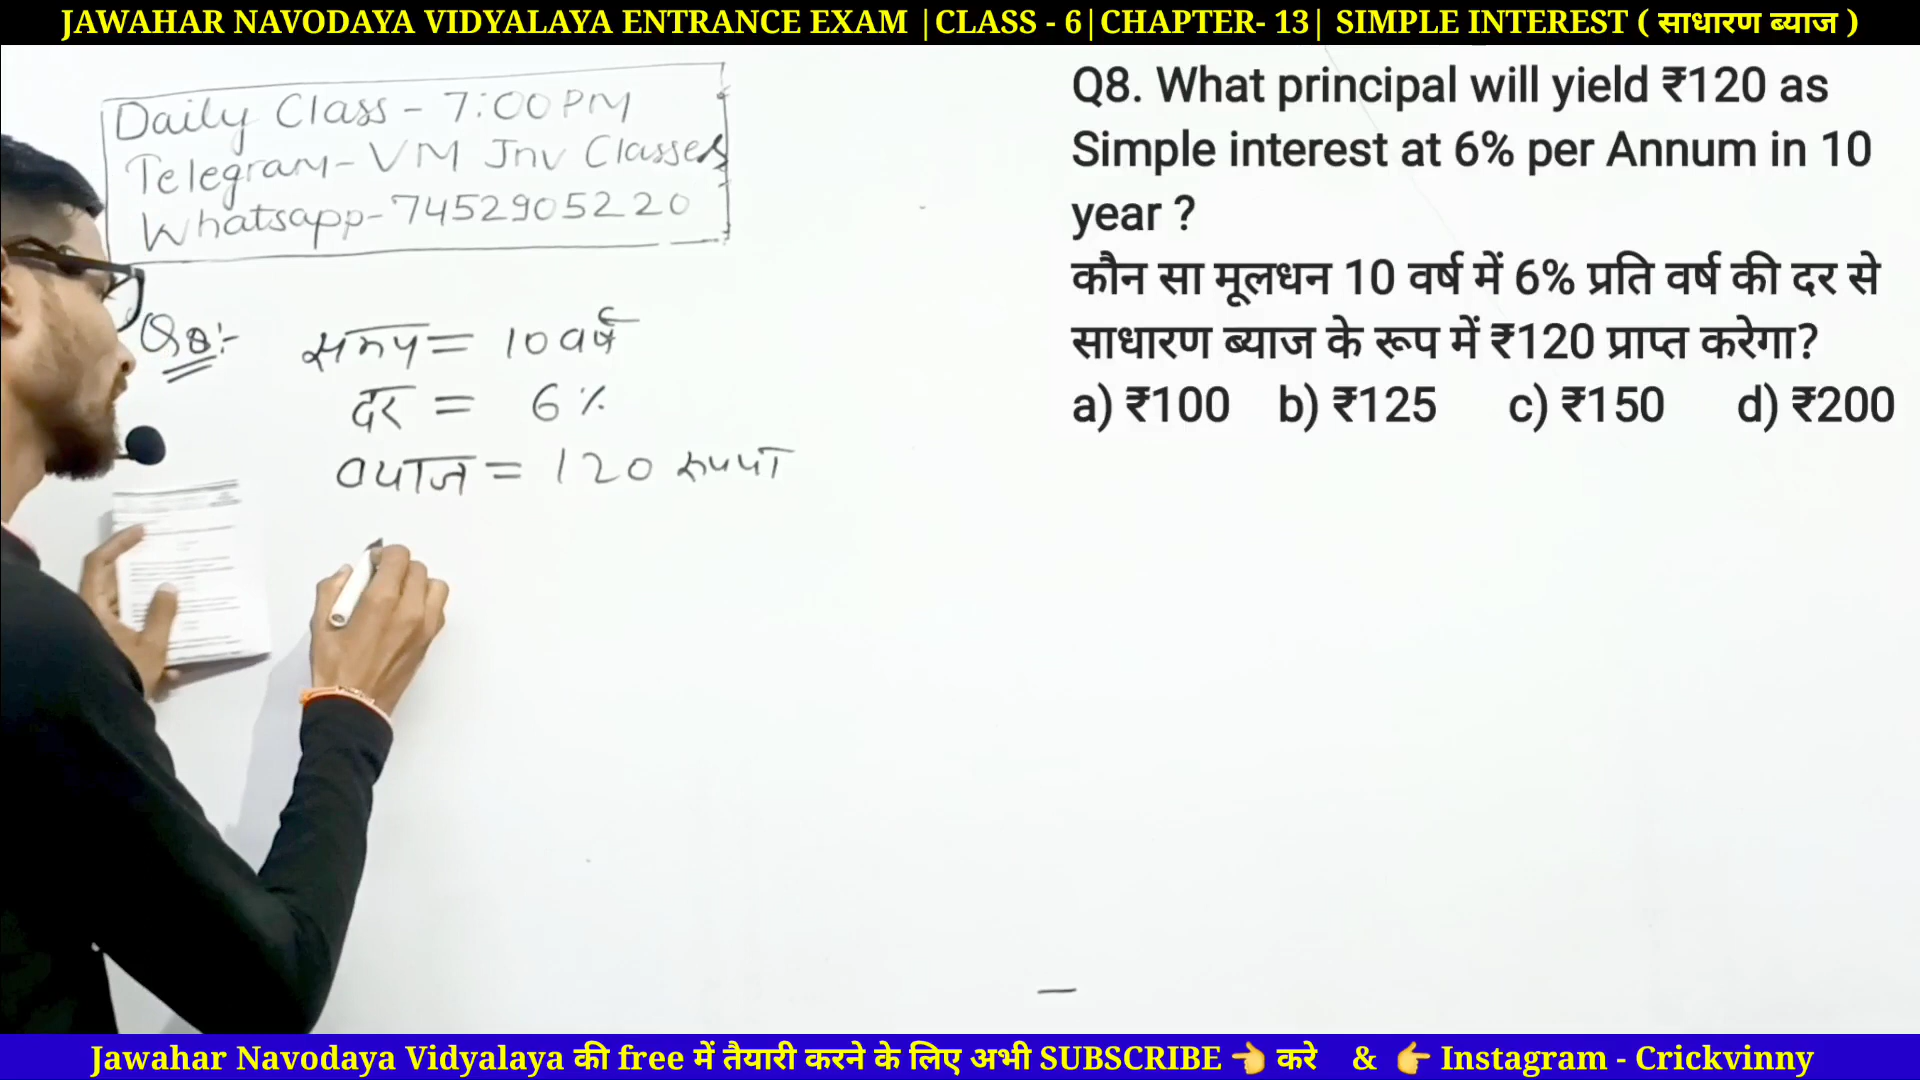 JAWAHAR NAVODAYA VIDYALAYA ENTRANCE EXAM |CLASS - 6|CHAPTER- 13| SIMPLE INTEREST ( साधारण ब्याज )
Daily Class - 7:00 PM
Telegram - VM Jnv Classes
Whatsapp - 7452905220
Q8:-
समय = 10 वर्ष
दर = 6 %
ब्याज = 120 रूपया
Q8. What principal will yield ₹120 as
Simple interest at 6% per Annum in 10
year ?
कौन सा मूलधन 10 वर्ष में 6% प्रति वर्ष की दर से
साधारण ब्याज के रूप में ₹120 प्राप्त करेगा?
a) ₹100 b) ₹125 c) ₹150 d) ₹200
Jawahar Navodaya Vidyalaya की free में तैयारी करने के लिए अभी SUBSCRIBE 👈 करे & 👉 Instagram - Crickvinny